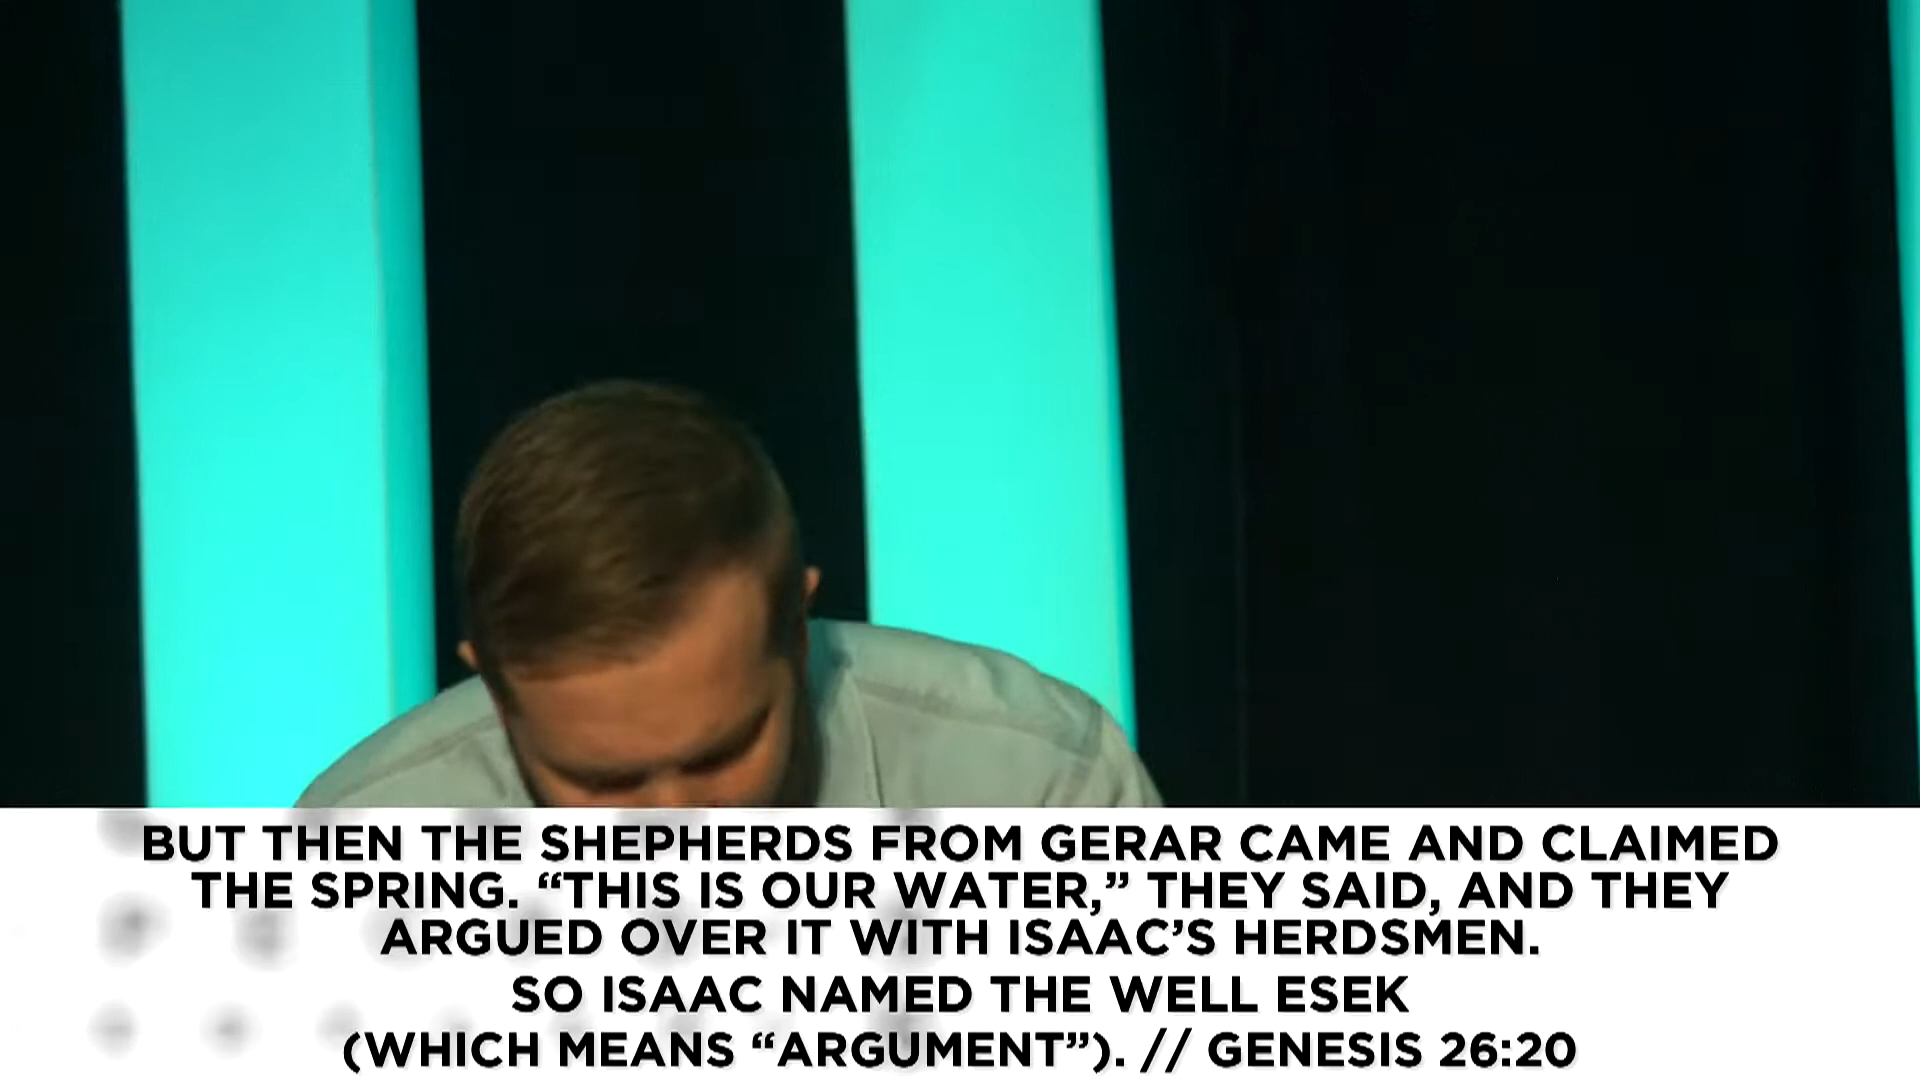 BUT THEN THE SHEPHERDS FROM GERAR CAME AND CLAIMED
THE SPRING. “THIS IS OUR WATER,” THEY SAID, AND THEY
ARGUED OVER IT WITH ISAAC’S HERDSMEN.
SO ISAAC NAMED THE WELL ESEK
(WHICH MEANS “ARGUMENT”). // GENESIS 26:20